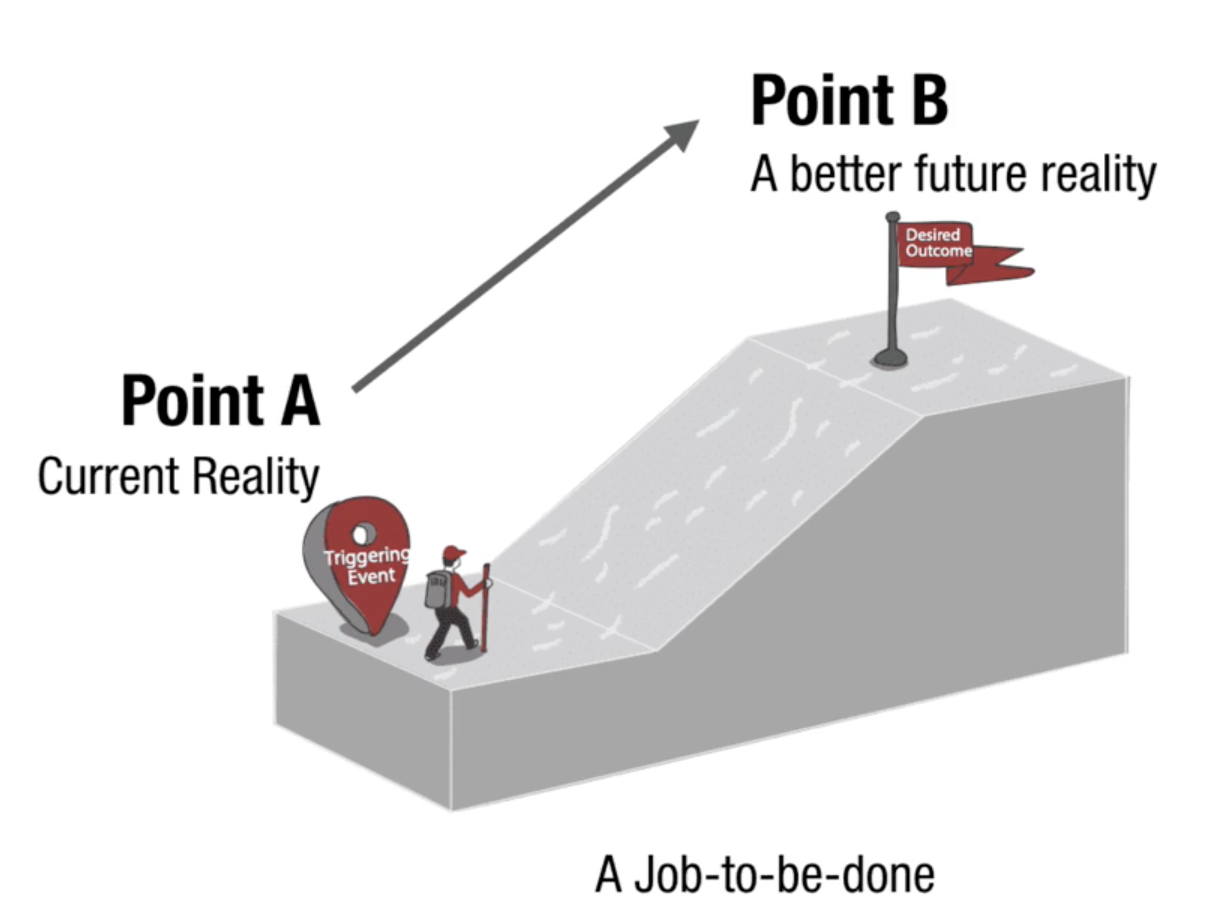 Point B
A better future reality
Desired
Outcome
Point A
Current Reality
Triggering
Event
A Job-to-be-done